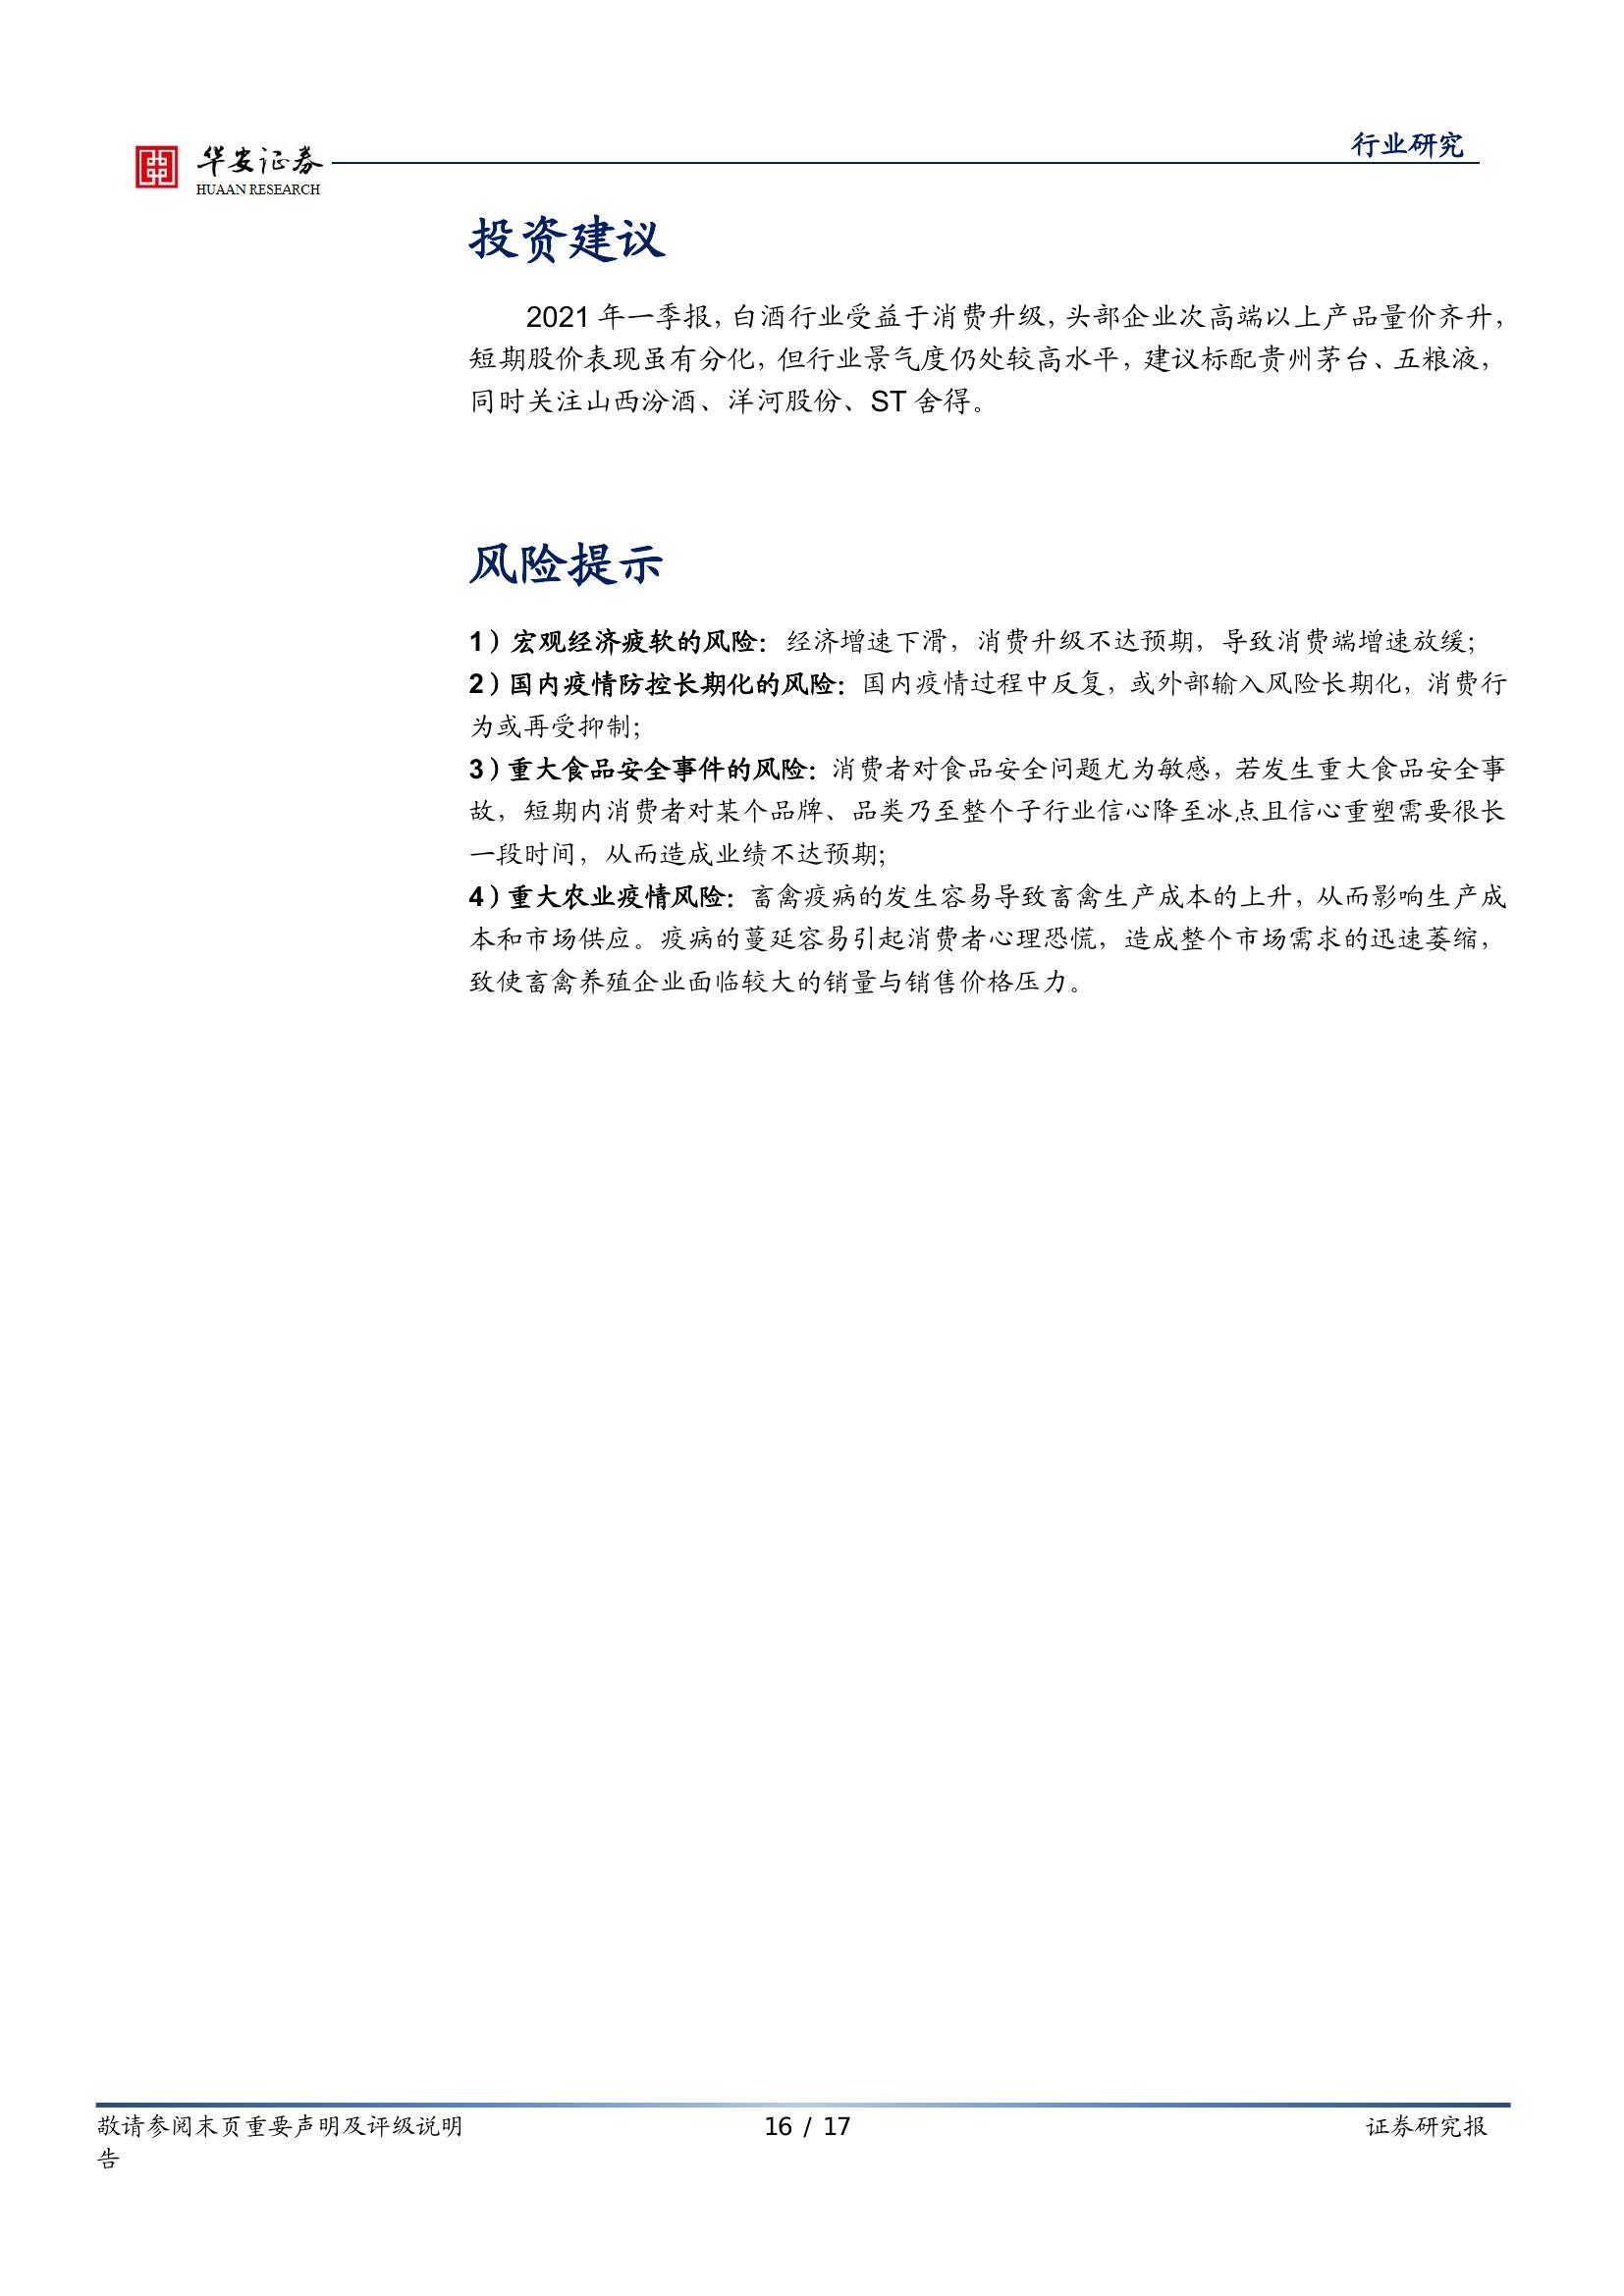 华安证券
HUAAN RESEARCH
行业研究
投资建议
2021 年一季报，白酒行业受益于消费升级，头部企业次高端以上产品量价齐升，
短期股价表现虽有分化，但行业景气度仍处较高水平，建议标配贵州茅台、五粮液，
同时关注山西汾酒、洋河股份、ST 舍得。
风险提示
1）宏观经济疲软的风险：经济增速下滑，消费升级不达预期，导致消费端增速放缓；
2）国内疫情防控长期化的风险：国内疫情过程中反复，或外部输入风险长期化，消费行
为或再受抑制；
3）重大食品安全事件的风险：消费者对食品安全问题尤为敏感，若发生重大食品安全事
故，短期内消费者对某个品牌、品类乃至整个子行业信心降至冰点且信心重塑需要很长
一段时间，从而造成业绩不达预期；
4）重大农业疫情风险：畜禽疫病的发生容易导致畜禽生产成本的上升，从而影响生产成
本和市场供应。疫病的蔓延容易引起消费者心理恐慌，造成整个市场需求的迅速萎缩，
致使畜禽养殖企业面临较大的销量与销售价格压力。
敬请参阅末页重要声明及评级说明 16 / 17 证券研究报
告